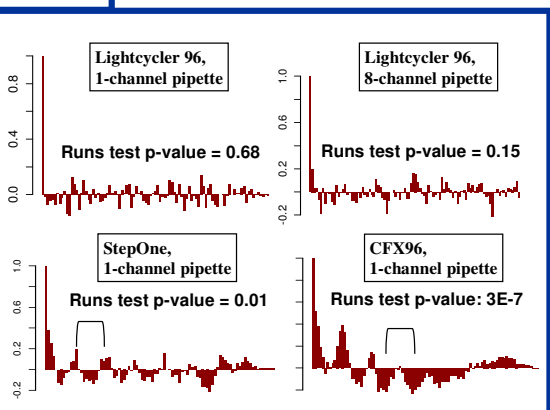 Lightcycler 96,
1-channel pipette
Runs test p-value = 0.68
0.8
0.4
0.0
Lightcycler 96,
8-channel pipette
Runs test p-value = 0.15
1.0
0.6
0.2
-0.2
StepOne,
1-channel pipette
Runs test p-value = 0.01
1.0
0.6
0.2
-0.2
CFX96,
1-channel pipette
Runs test p-value: 3E-7